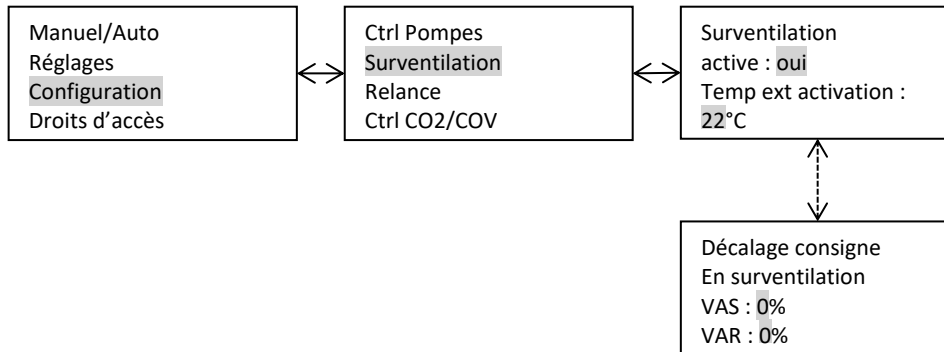 Manuel/Auto
Réglages
Configuration
Droits d’accès
Ctrl Pompes
Surventilation
Relance
Ctrl CO2/COV
Surventilation
active : oui
Temp ext activation :
22°C
Décalage consigne
En surventilation
VAS : 0%
VAR : 0%